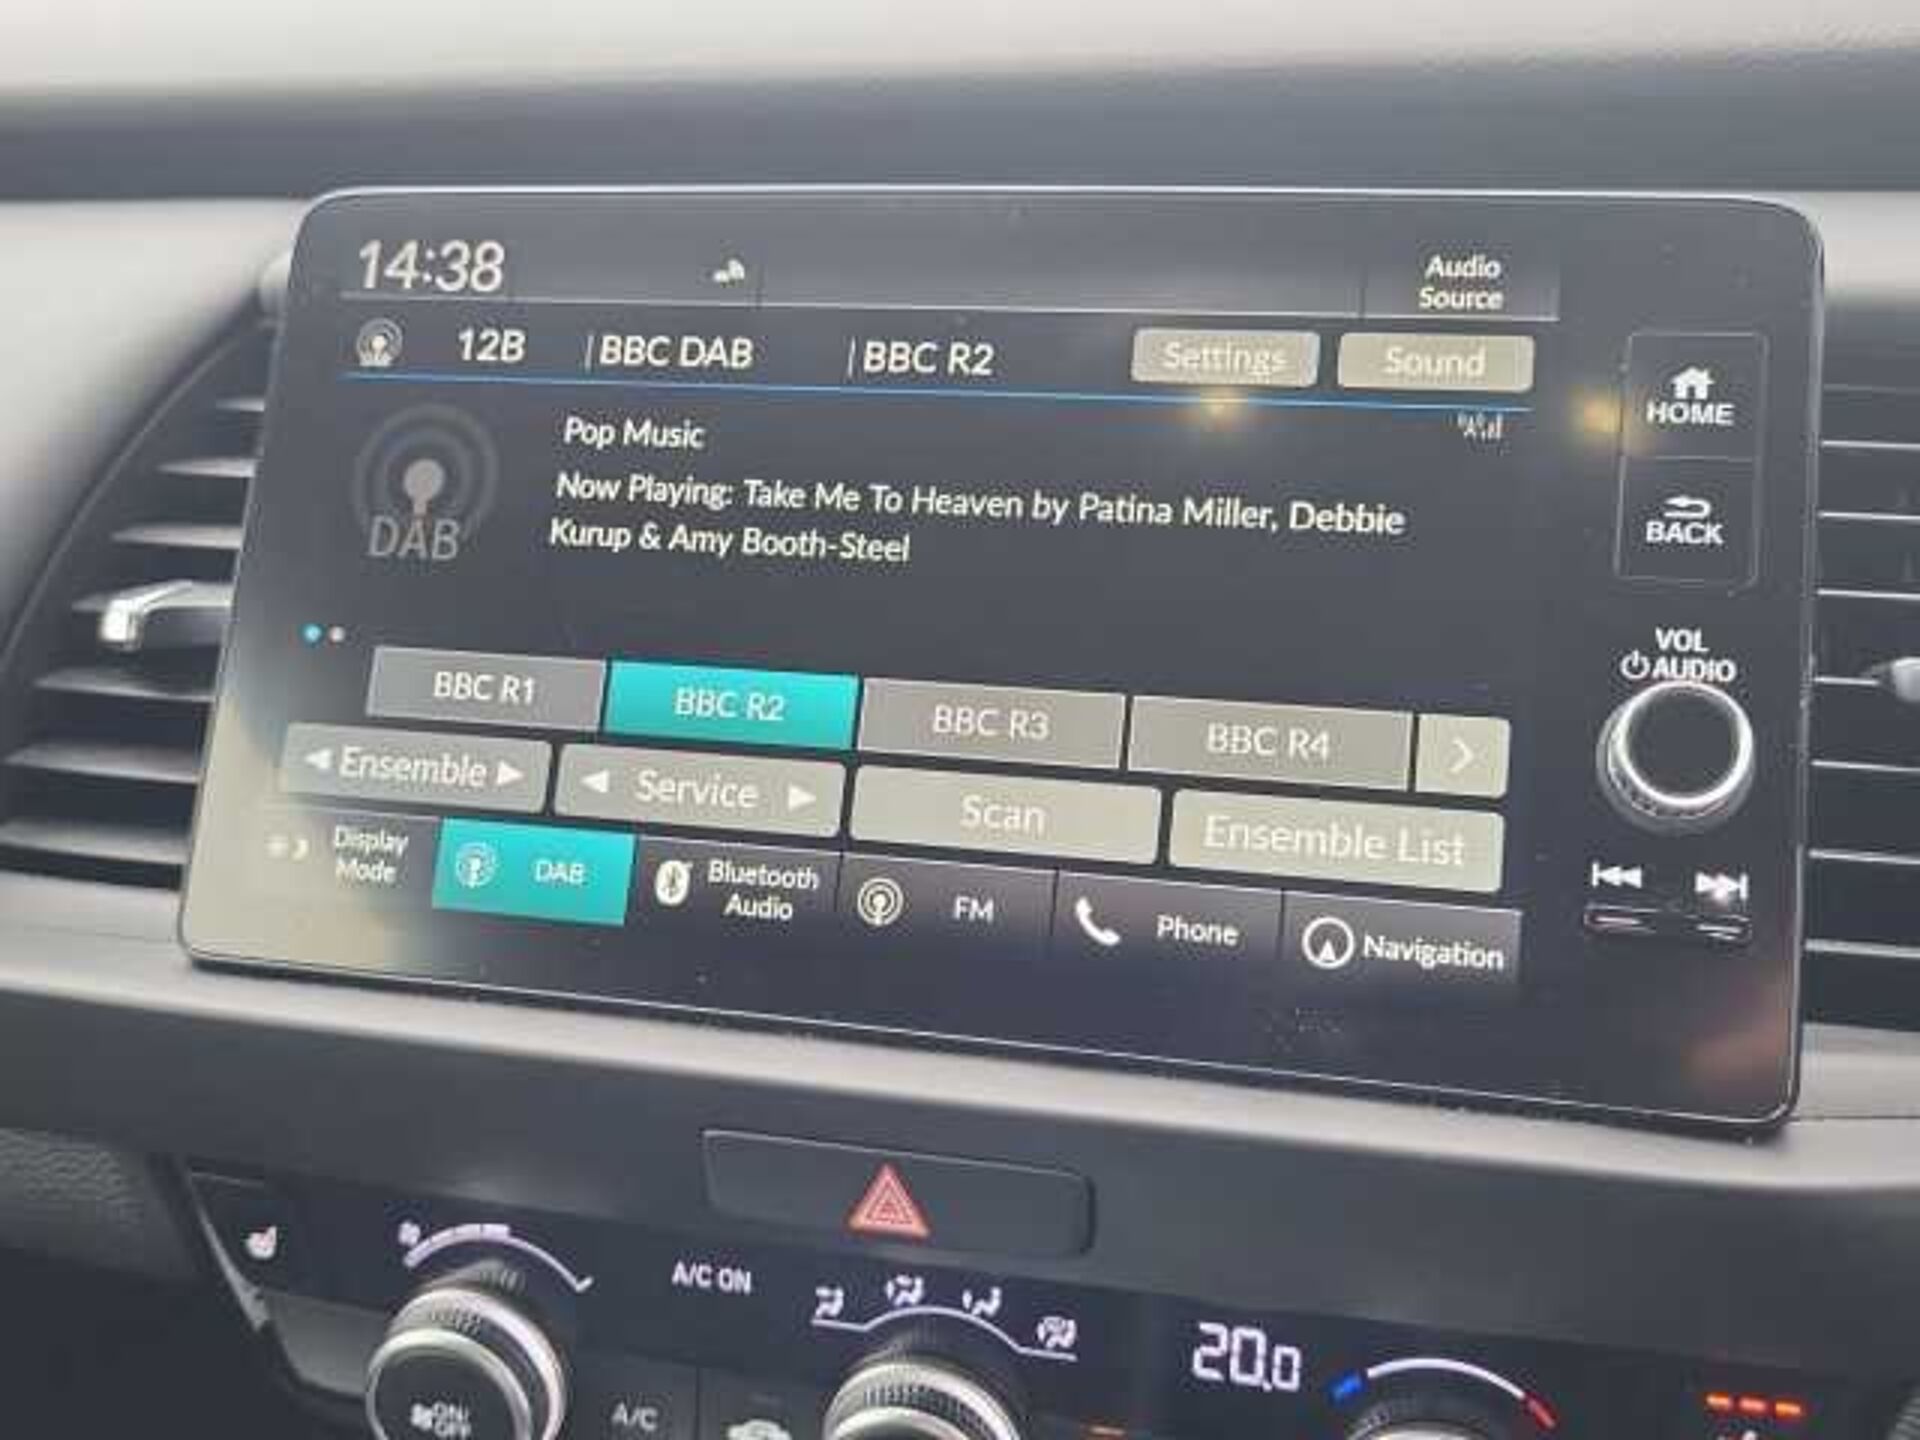 14:38
Audio
Source
12B | BBC DAB | BBC R2 Settings Sound
HOME
Pop Music
DAB
Now Playing: Take Me To Heaven by Patina Miller, Debbie
Kurup & Amy Booth-Steel
BACK
VOL
AUDIO
BBC R1 BBC R2 BBC R3 BBC R4
Ensemble Service Scan Ensemble List
Display
Mode
DAB
Bluetooth
Audio
FM
Phone
Navigation
A/C ON
20.0
ON/
OFF
A/C